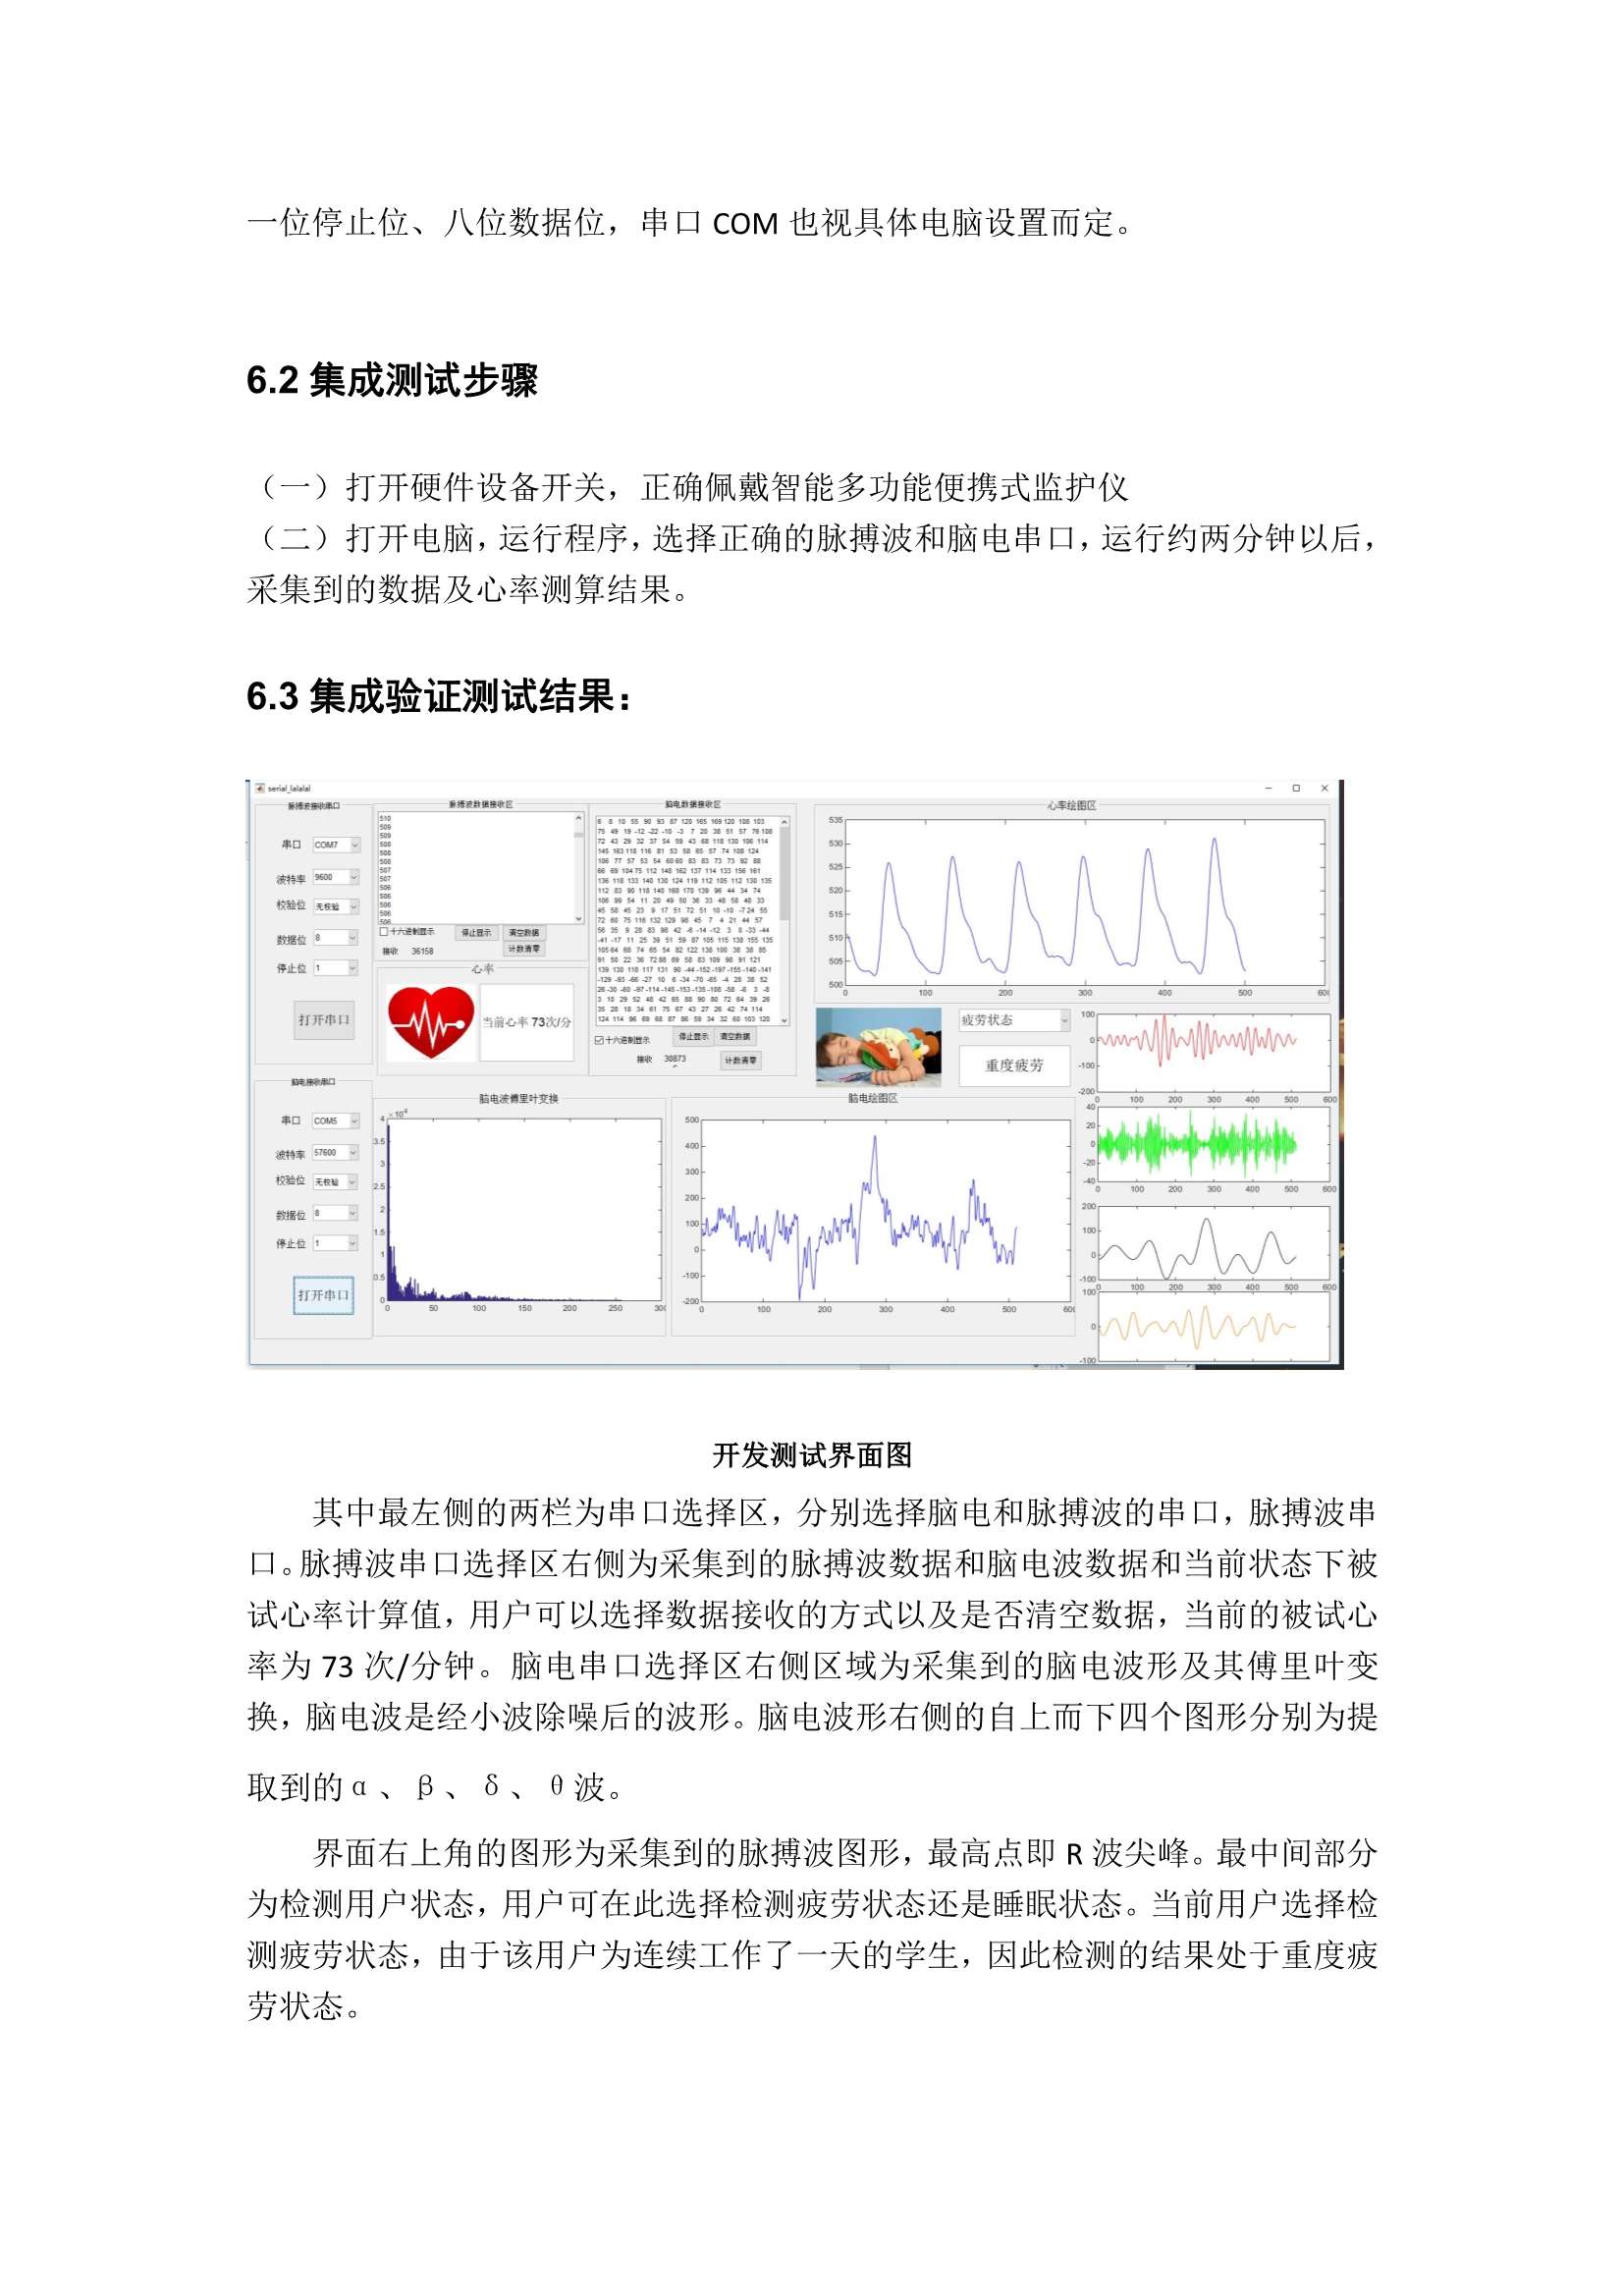 一位停止位、八位数据位，串口 COM 也视具体电脑设置而定。
6.2 集成测试步骤
（一）打开硬件设备开关，正确佩戴智能多功能便携式监护仪
（二）打开电脑，运行程序，选择正确的脉搏波和脑电串口，运行约两分钟以后，
采集到的数据及心率测算结果。
6.3 集成验证测试结果：
serial_lalalal
脉搏波接收串口
串口 COM7
波特率 9600
校验位 无校验
数据位 8
停止位 1
打开串口
脉搏波数据接收区
510
509
509
508
508
508
507
507
506
506
506
506
506
十六进制显示 停止显示 清空数据
接收 36158 计数清零
心率
当前心率 73次/分
脑电数据接收区
十六进制显示 停止显示 清空数据
接收 30873 计数清零
心率绘图区
535
530
525
520
515
510
505
500
0 100 200 300 400 500 600
疲劳状态
重度疲劳
脑电接收串口
串口 COM5
波特率 57600
校验位 无校验
数据位 8
停止位 1
打开串口
脑电波傅里叶变换
4
3.5
3
2.5
2
1.5
1
0.5
0
0 50 100 150 200 250 300
脑电绘图区
500
400
300
200
100
0
-100
-200
0 100 200 300 400 500 600
100
0
-100
-200
0 100 200 300 400 500 600
40
20
0
-20
-40
0 100 200 300 400 500 600
200
100
0
-100
0 100 200 300 400 500 600
100
0
-100
开发测试界面图
其中最左侧的两栏为串口选择区，分别选择脑电和脉搏波的串口，脉搏波串
口。脉搏波串口选择区右侧为采集到的脉搏波数据和脑电波数据和当前状态下被
试心率计算值，用户可以选择数据接收的方式以及是否清空数据，当前的被试心
率为 73 次/分钟。脑电串口选择区右侧区域为采集到的脑电波形及其傅里叶变
换，脑电波是经小波除噪后的波形。脑电波形右侧的自上而下四个图形分别为提
取到的α、β、δ、θ波。
界面右上角的图形为采集到的脉搏波图形，最高点即 R 波尖峰。最中间部分
为检测用户状态，用户可在此选择检测疲劳状态还是睡眠状态。当前用户选择检
测疲劳状态，由于该用户为连续工作了一天的学生，因此检测的结果处于重度疲
劳状态。